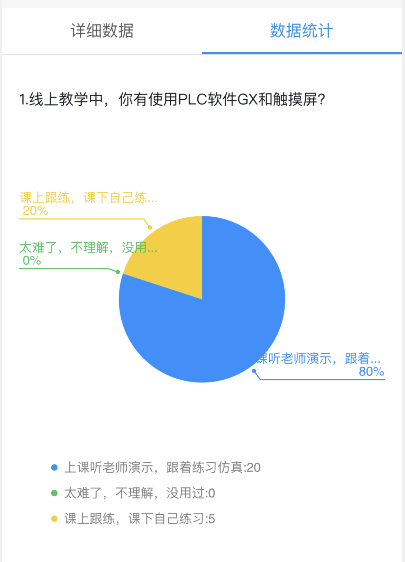 详细数据
数据统计
1.线上教学中，你有使用PLC软件GX和触摸屏?
课上跟练，课下自己练...
20%
太难了，不理解，没用...
0%
课听老师演示，跟着...
80%
上课听老师演示，跟着练习仿真:20
太难了，不理解，没用过:0
课上跟练，课下自己练习:5